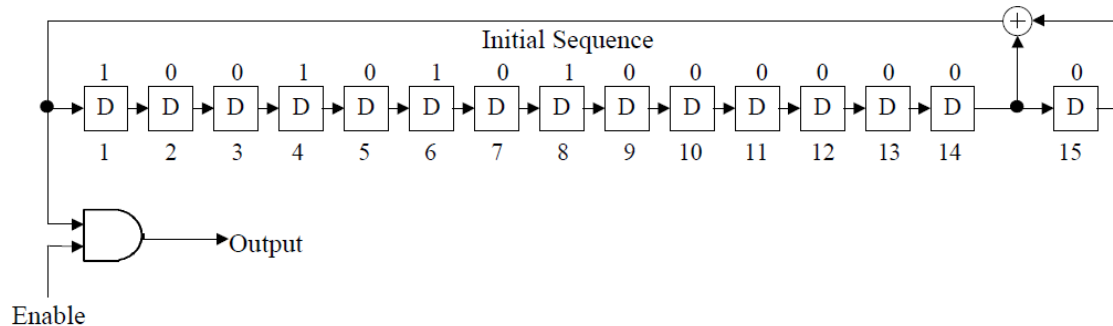 +
Initial Sequence
1 0 0 1 0 1 0 1 0 0 0 0 0 0 0
D D D D D D D D D D D D D D D
1 2 3 4 5 6 7 8 9 10 11 12 13 14 15
Output
Enable